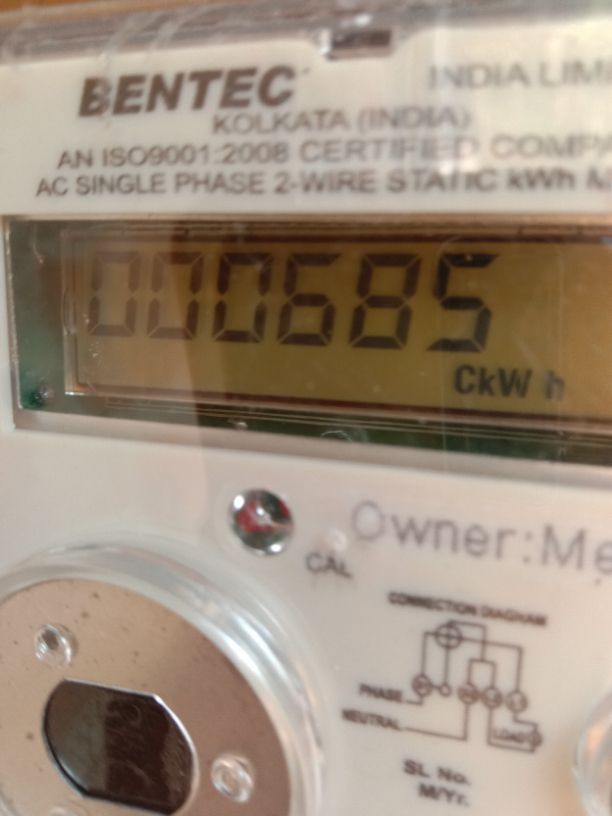 BENTEC INDIA LIM
KOLKATA (INDIA)
AN ISO9001:2008 CERTIFIED COMPA
AC SINGLE PHASE 2-WIRE STATIC kWh M
000685
CkW h
Owner:Me
CAL
CONNECTION DIAGRAM
PHASE
NEUTRAL
LOAD
SL No.
M/Yr.